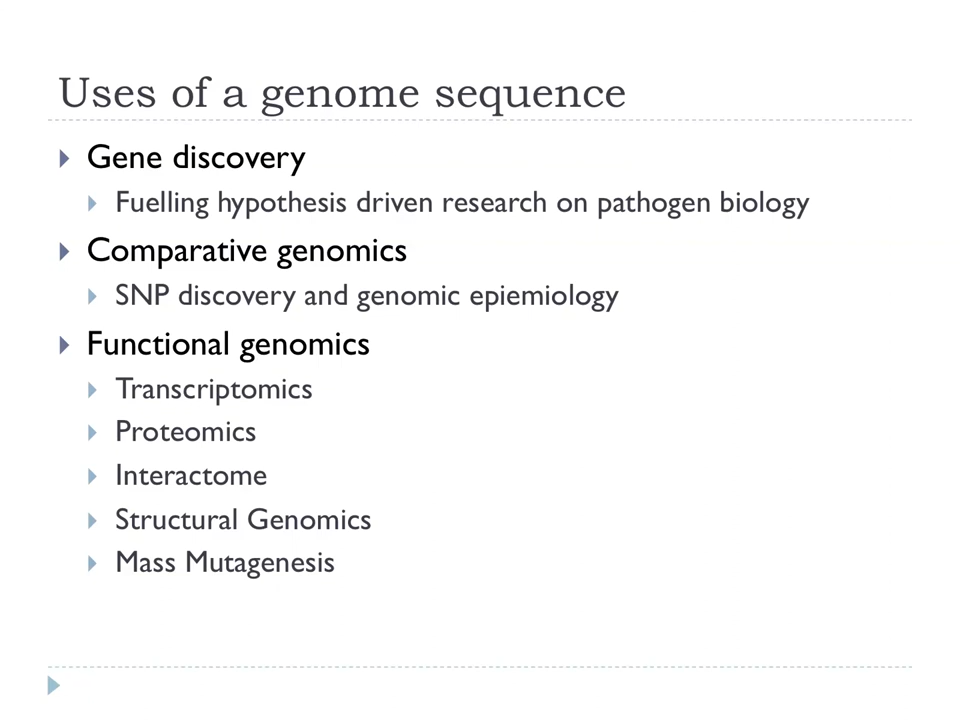 Uses of a genome sequence
Gene discovery
Fuelling hypothesis driven research on pathogen biology
Comparative genomics
SNP discovery and genomic epiemiology
Functional genomics
Transcriptomics
Proteomics
Interactome
Structural Genomics
Mass Mutagenesis